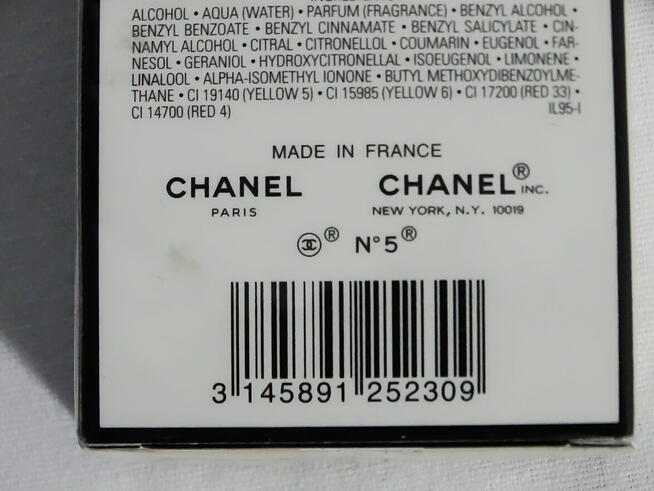 ALCOHOL • AQUA (WATER) • PARFUM (FRAGRANCE) • BENZYL ALCOHOL •
BENZYL BENZOATE • BENZYL CINNAMATE • BENZYL SALICYLATE • CIN-
NAMYL ALCOHOL • CITRAL • CITRONELLOL • COUMARIN • EUGENOL • FAR-
NESOL • GERANIOL • HYDROXYCITRONELLAL • ISOEUGENOL • LIMONENE •
LINALOOL • ALPHA-ISOMETHYL IONONE • BUTYL METHOXYDIBENZOYLME-
THANE • CI 19140 (YELLOW 5) • CI 15985 (YELLOW 6) • CI 17200 (RED 33) •
CI 14700 (RED 4) IL95-I
MADE IN FRANCE
CHANEL CHANEL® INC.
PARIS NEW YORK, N.Y. 10019
® N°5®
3 145891 252309